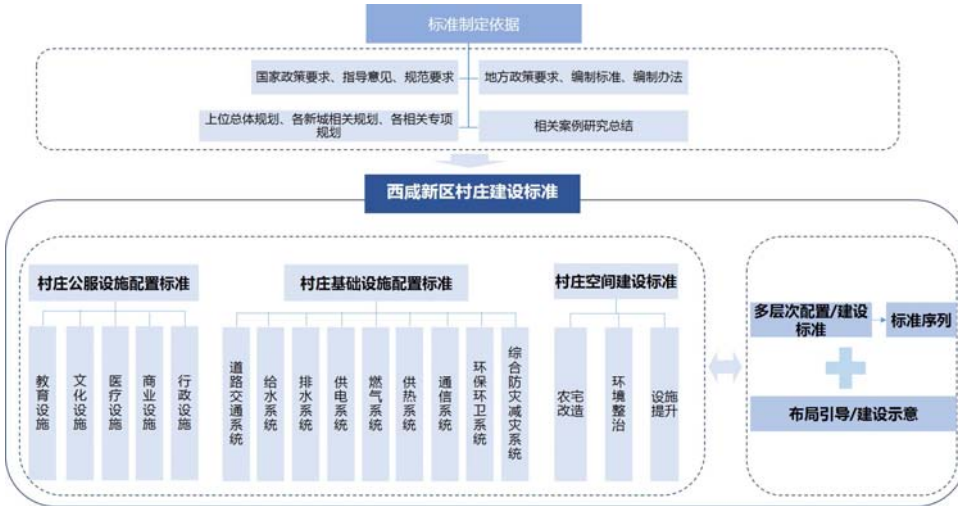 标准制定依据
国家政策要求、指导意见、规范要求
地方政策要求、编制标准、编制办法
上位总体规划、各新城相关规划、各相关专项
规划
相关案例研究总结
西咸新区村庄建设标准
村庄公服设施配置标准
教育设施
文化设施
医疗设施
商业设施
行政设施
村庄基础设施配置标准
道路交通系统
给水系统
排水系统
供电系统
燃气系统
供热系统
通信系统
环保环卫系统
综合防灾减灾系统
村庄空间建设标准
农宅
改造
环境整治
设施
提升
多层次配置/建设
标准
标准序列
布局引导/建设示意